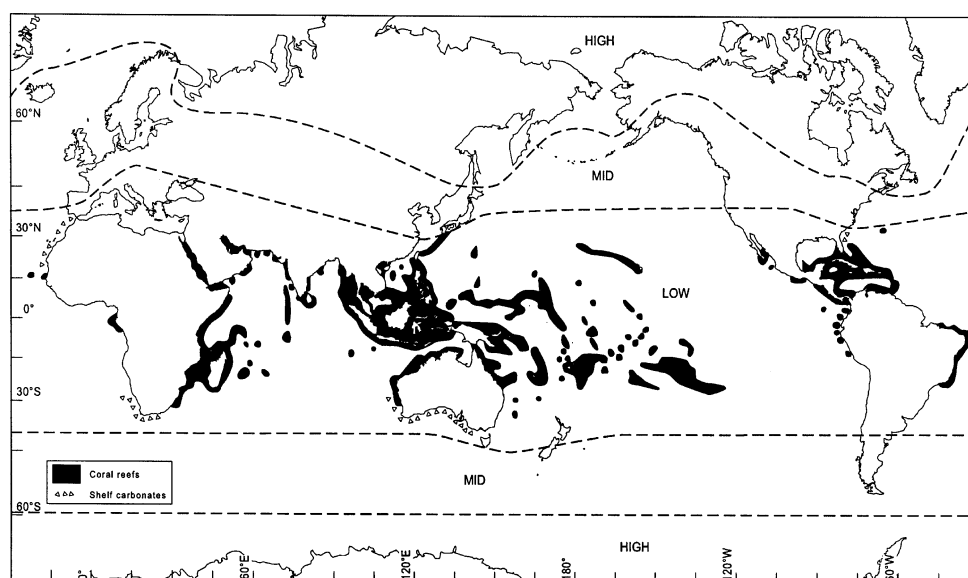 HIGH
60°N
MID
30°N
LOW
0°
30°S
Coral reefs
Shelf carbonates
MID
60°S
HIGH
0°
60°E
120°E
180°
120°W
60°W